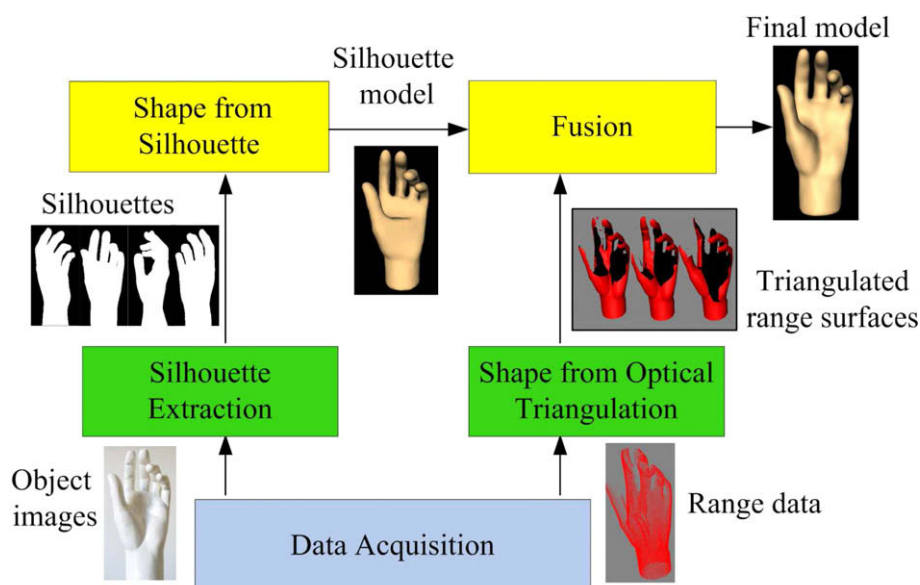 Final model
Silhouette
model
Shape from
Silhouette
Fusion
Silhouettes
Triangulated
range surfaces
Silhouette
Extraction
Shape from Optical
Triangulation
Object
images
Range data
Data Acquisition